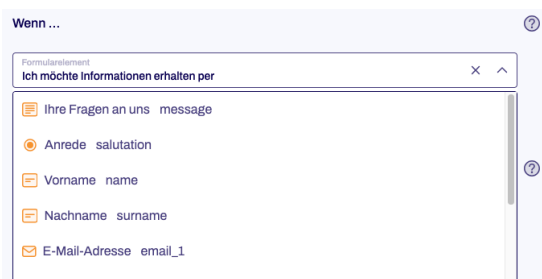 Wenn ...
?
Formularelement
Ich möchte Informationen erhalten per
Ihre Fragen an uns message
Anrede salutation
?
Vorname name
Nachname surname
E-Mail-Adresse email_1